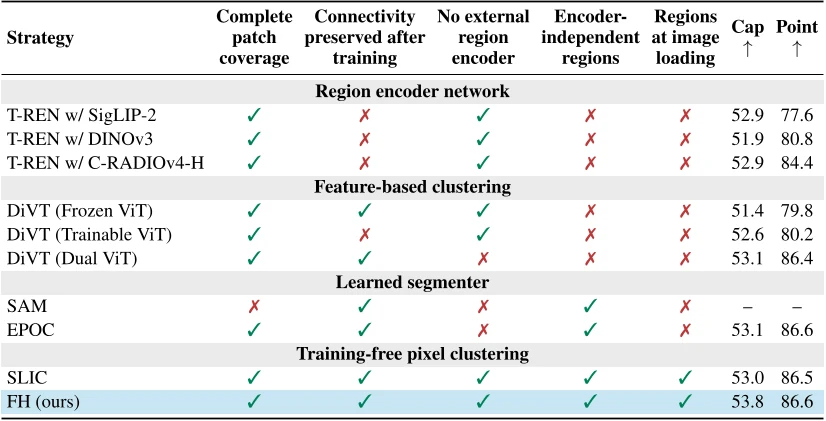 Strategy Complete patch coverage Connectivity preserved after training No external region encoder Encoder-independent regions Regions at image loading Cap ↑ Point ↑
Region encoder network
T-REN w/ SigLIP-2 ✓ ✗ ✓ ✗ ✗ 52.9 77.6
T-REN w/ DINOv3 ✓ ✗ ✓ ✗ ✗ 51.9 80.8
T-REN w/ C-RADIOv4-H ✓ ✗ ✓ ✗ ✗ 52.9 84.4
Feature-based clustering
DiVT (Frozen ViT) ✓ ✓ ✓ ✗ ✗ 51.4 79.8
DiVT (Trainable ViT) ✓ ✗ ✓ ✗ ✗ 52.6 80.2
DiVT (Dual ViT) ✓ ✓ ✗ ✗ ✗ 53.1 86.4
Learned segmenter
SAM ✗ ✓ ✗ ✓ ✗ – –
EPOC ✓ ✓ ✗ ✓ ✗ 53.1 86.6
Training-free pixel clustering
SLIC ✓ ✓ ✓ ✓ ✓ 53.0 86.5
FH (ours) ✓ ✓ ✓ ✓ ✓ 53.8 86.6